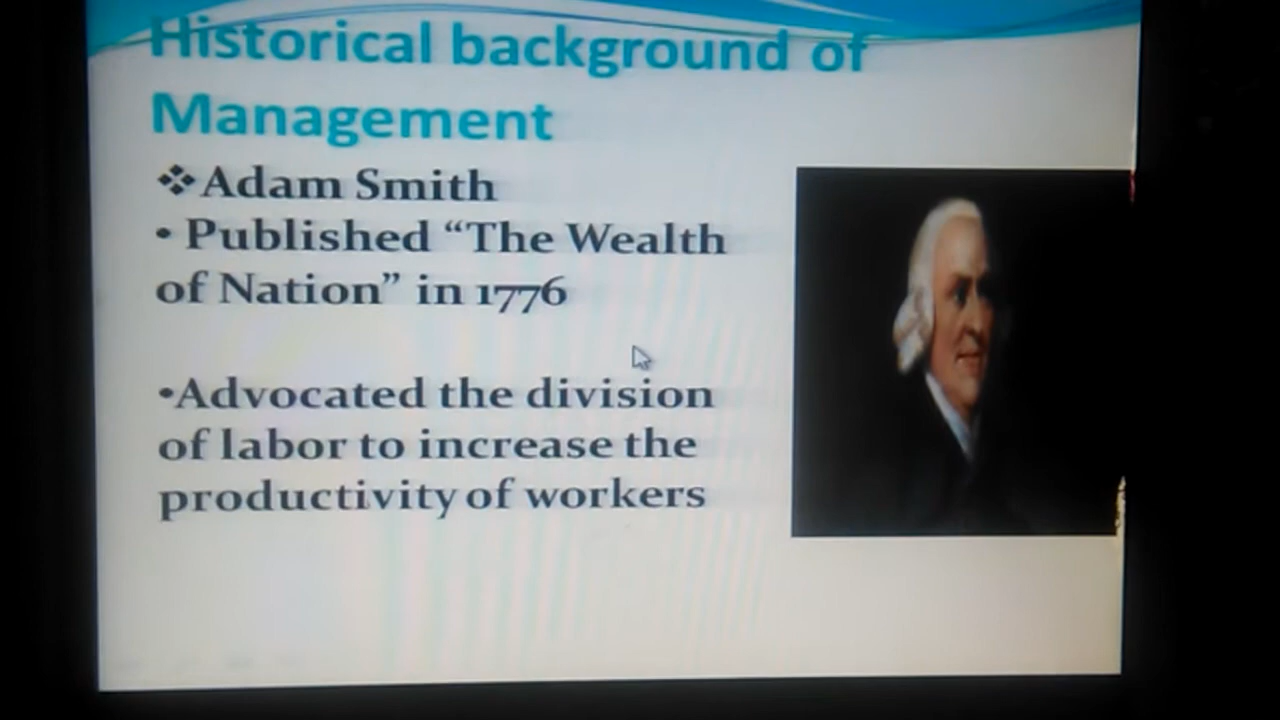 Historical background of
Management
❖Adam Smith
• Published “The Wealth
of Nation” in 1776
•Advocated the division
of labor to increase the
productivity of workers